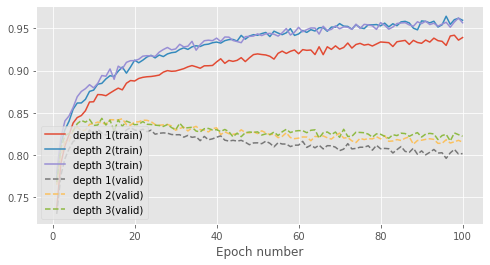 0.95
0.90
0.85
0.80
0.75
depth 1(train)
depth 2(train)
depth 3(train)
depth 1(valid)
depth 2(valid)
depth 3(valid)
0 20 40 60 80 100
Epoch number